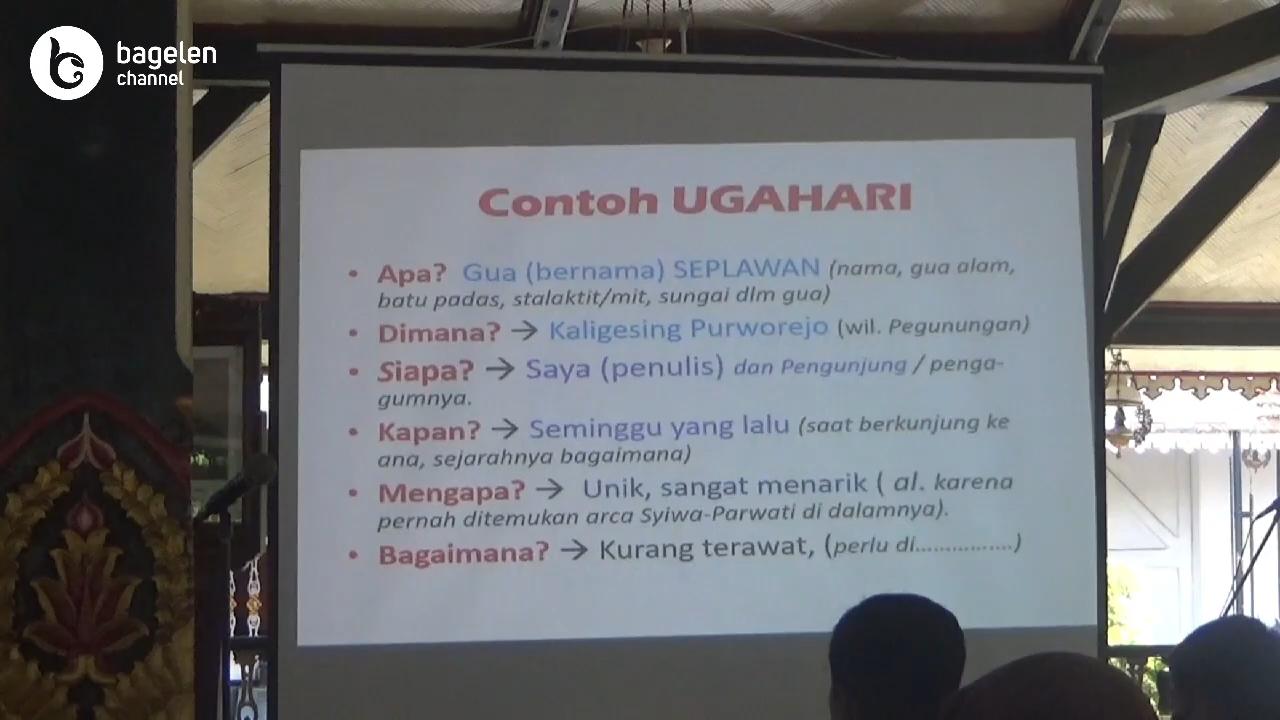 bagelen
channel
Contoh UGAHARI
• Apa? Gua (bernama) SEPLAWAN (nama, gua alam,
batu padas, stalaktit/mit, sungai dlm gua)
• Dimana? → Kaligesing Purworejo (wil. Pegunungan)
• Siapa? → Saya (penulis) dan Pengunjung / penga-
gumnya.
• Kapan? → Seminggu yang lalu (saat berkunjung ke
ana, sejarahnya bagaimana)
• Mengapa? → Unik, sangat menarik ( al. karena
pernah ditemukan arca Syiwa-Parwati di dalamnya).
• Bagaimana? → Kurang terawat, (perlu di................)